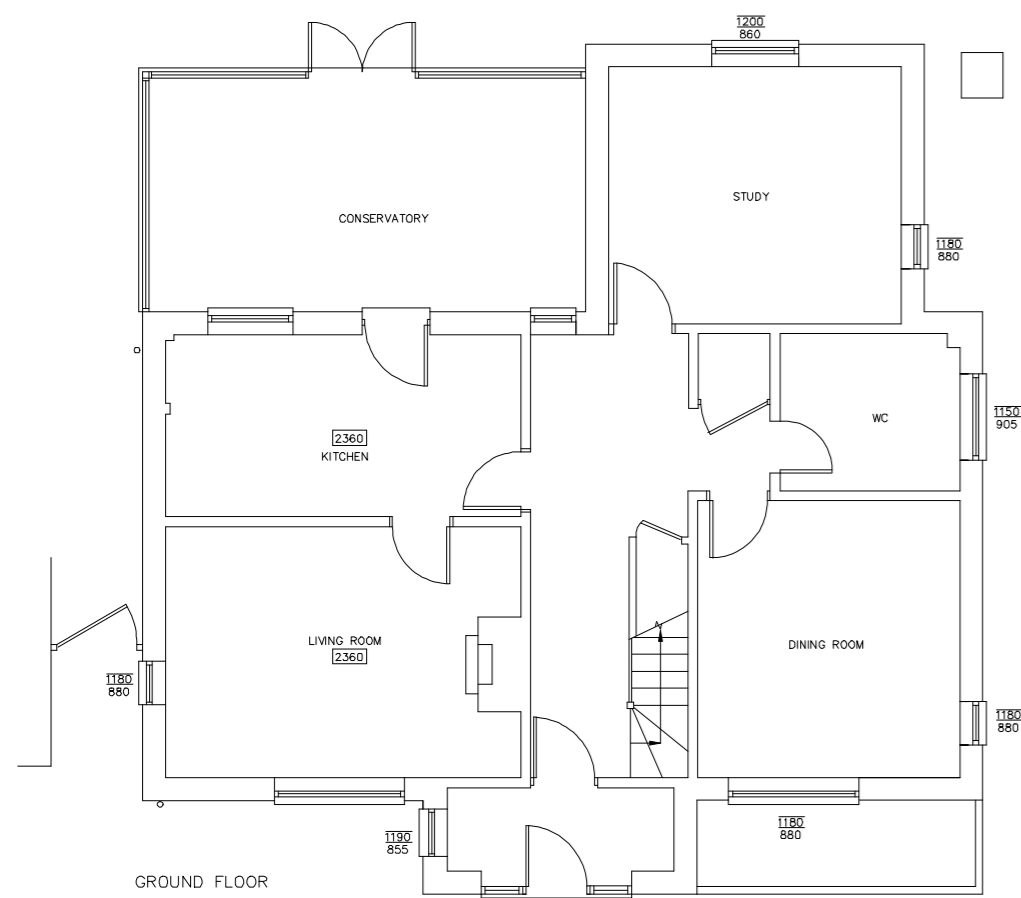 1200
860
STUDY
CONSERVATORY
1180
880
1150
905
WC
2360
KITCHEN
LIVING ROOM
2360
DINING ROOM
1180
880
1180
880
1180
880
1190
855
GROUND FLOOR